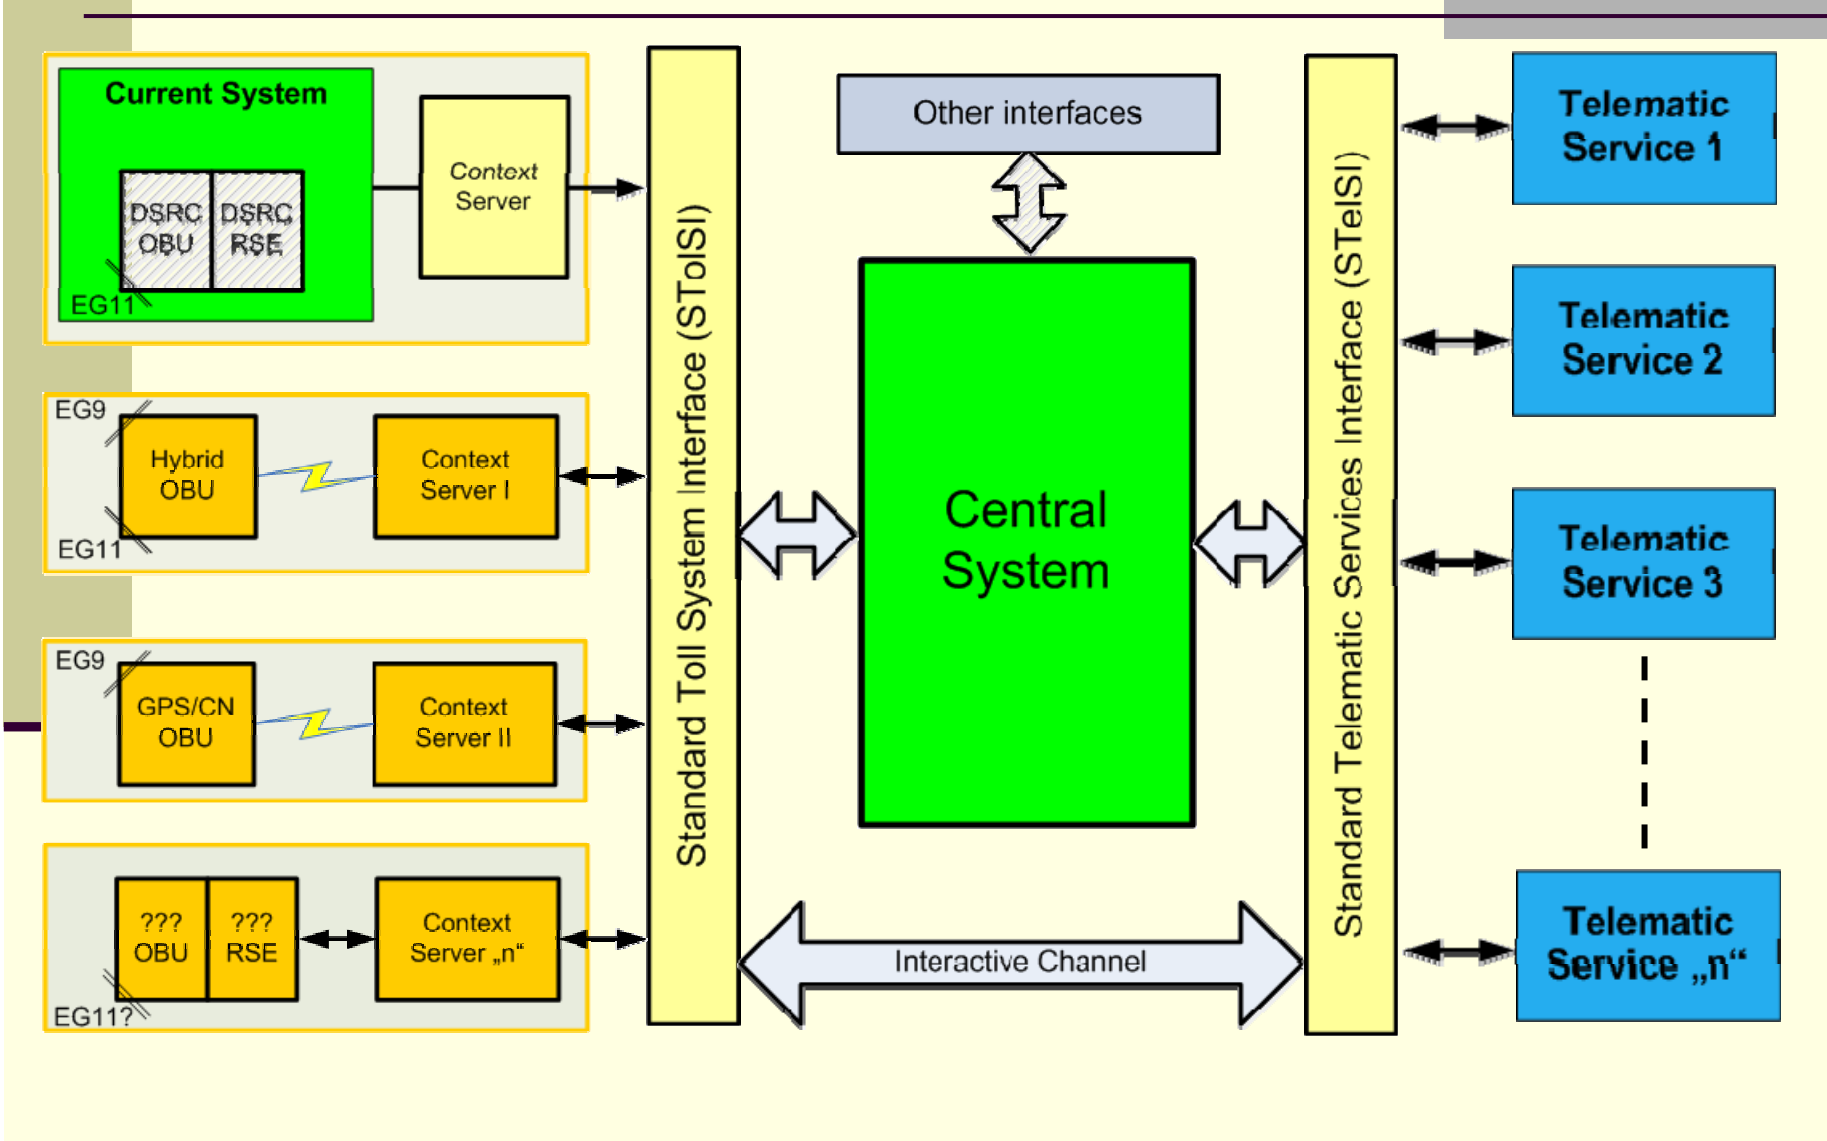 Current System
DSRC
OBU
DSRC
RSE
EG11
Context
Server
EG9
Hybrid
OBU
EG11
Context
Server I
EG9
GPS/CN
OBU
Context
Server II
???
OBU
???
RSE
EG11?
Context
Server „n“
Standard Toll System Interface (STolSI)
Other interfaces
Central
System
Interactive Channel
Standard Telematic Services Interface (STelSI)
Telematic
Service 1
Telematic
Service 2
Telematic
Service 3
Telematic
Service „n“